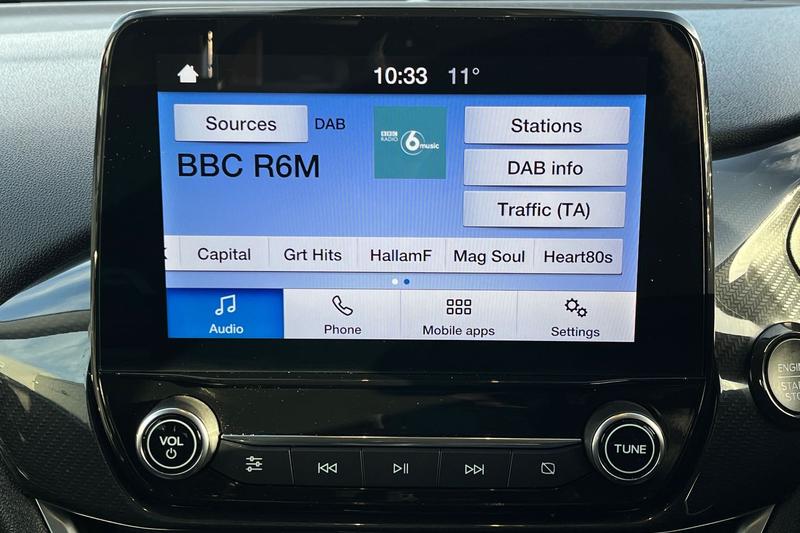 10:33 11°
Sources DAB
BBC RADIO 6 music
Stations
BBC R6M
DAB info
Traffic (TA)
Capital Grt Hits HallamF Mag Soul Heart80s
Audio Phone Mobile apps Settings
VOL
TUNE